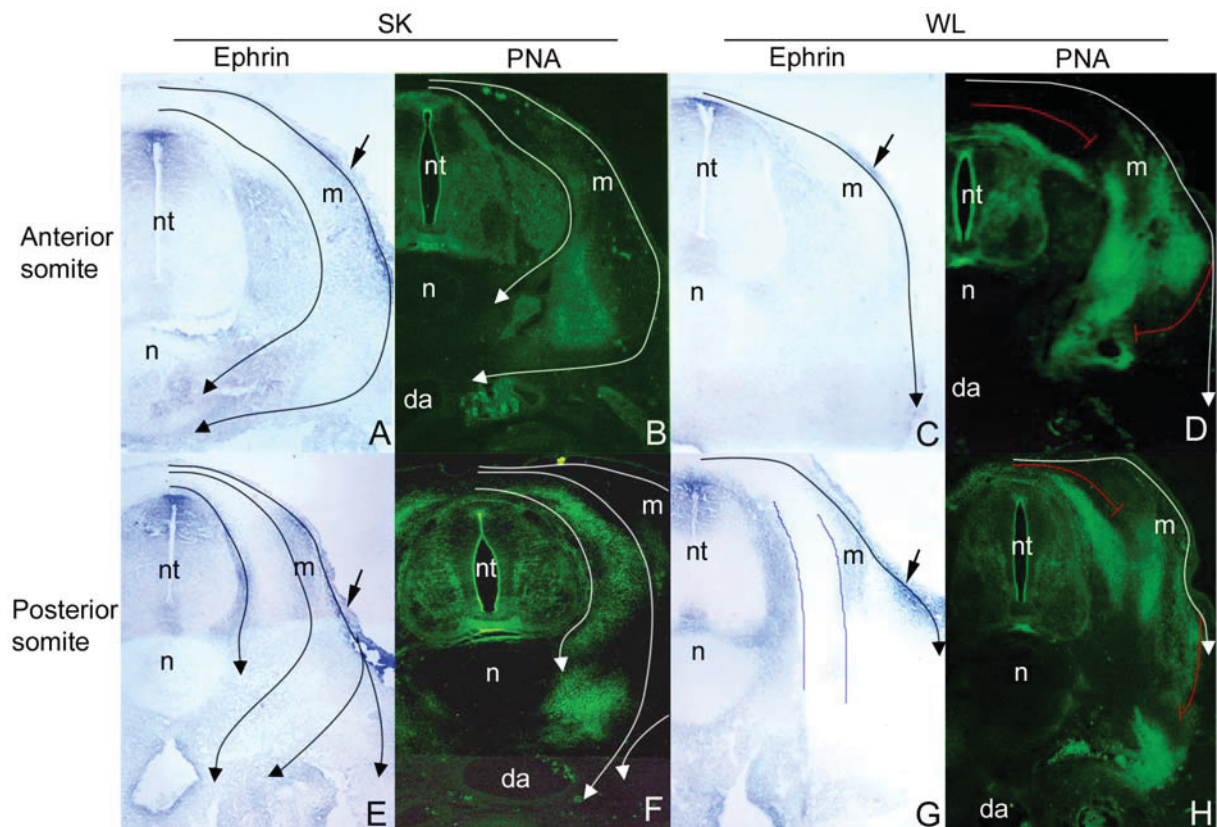 SK WL
Ephrin PNA Ephrin PNA
Anterior
somite
nt m n A
nt m n da B
nt m n C
nt m n da D
Posterior
somite
nt m n E
nt m n da F
nt m n G
nt m n da H